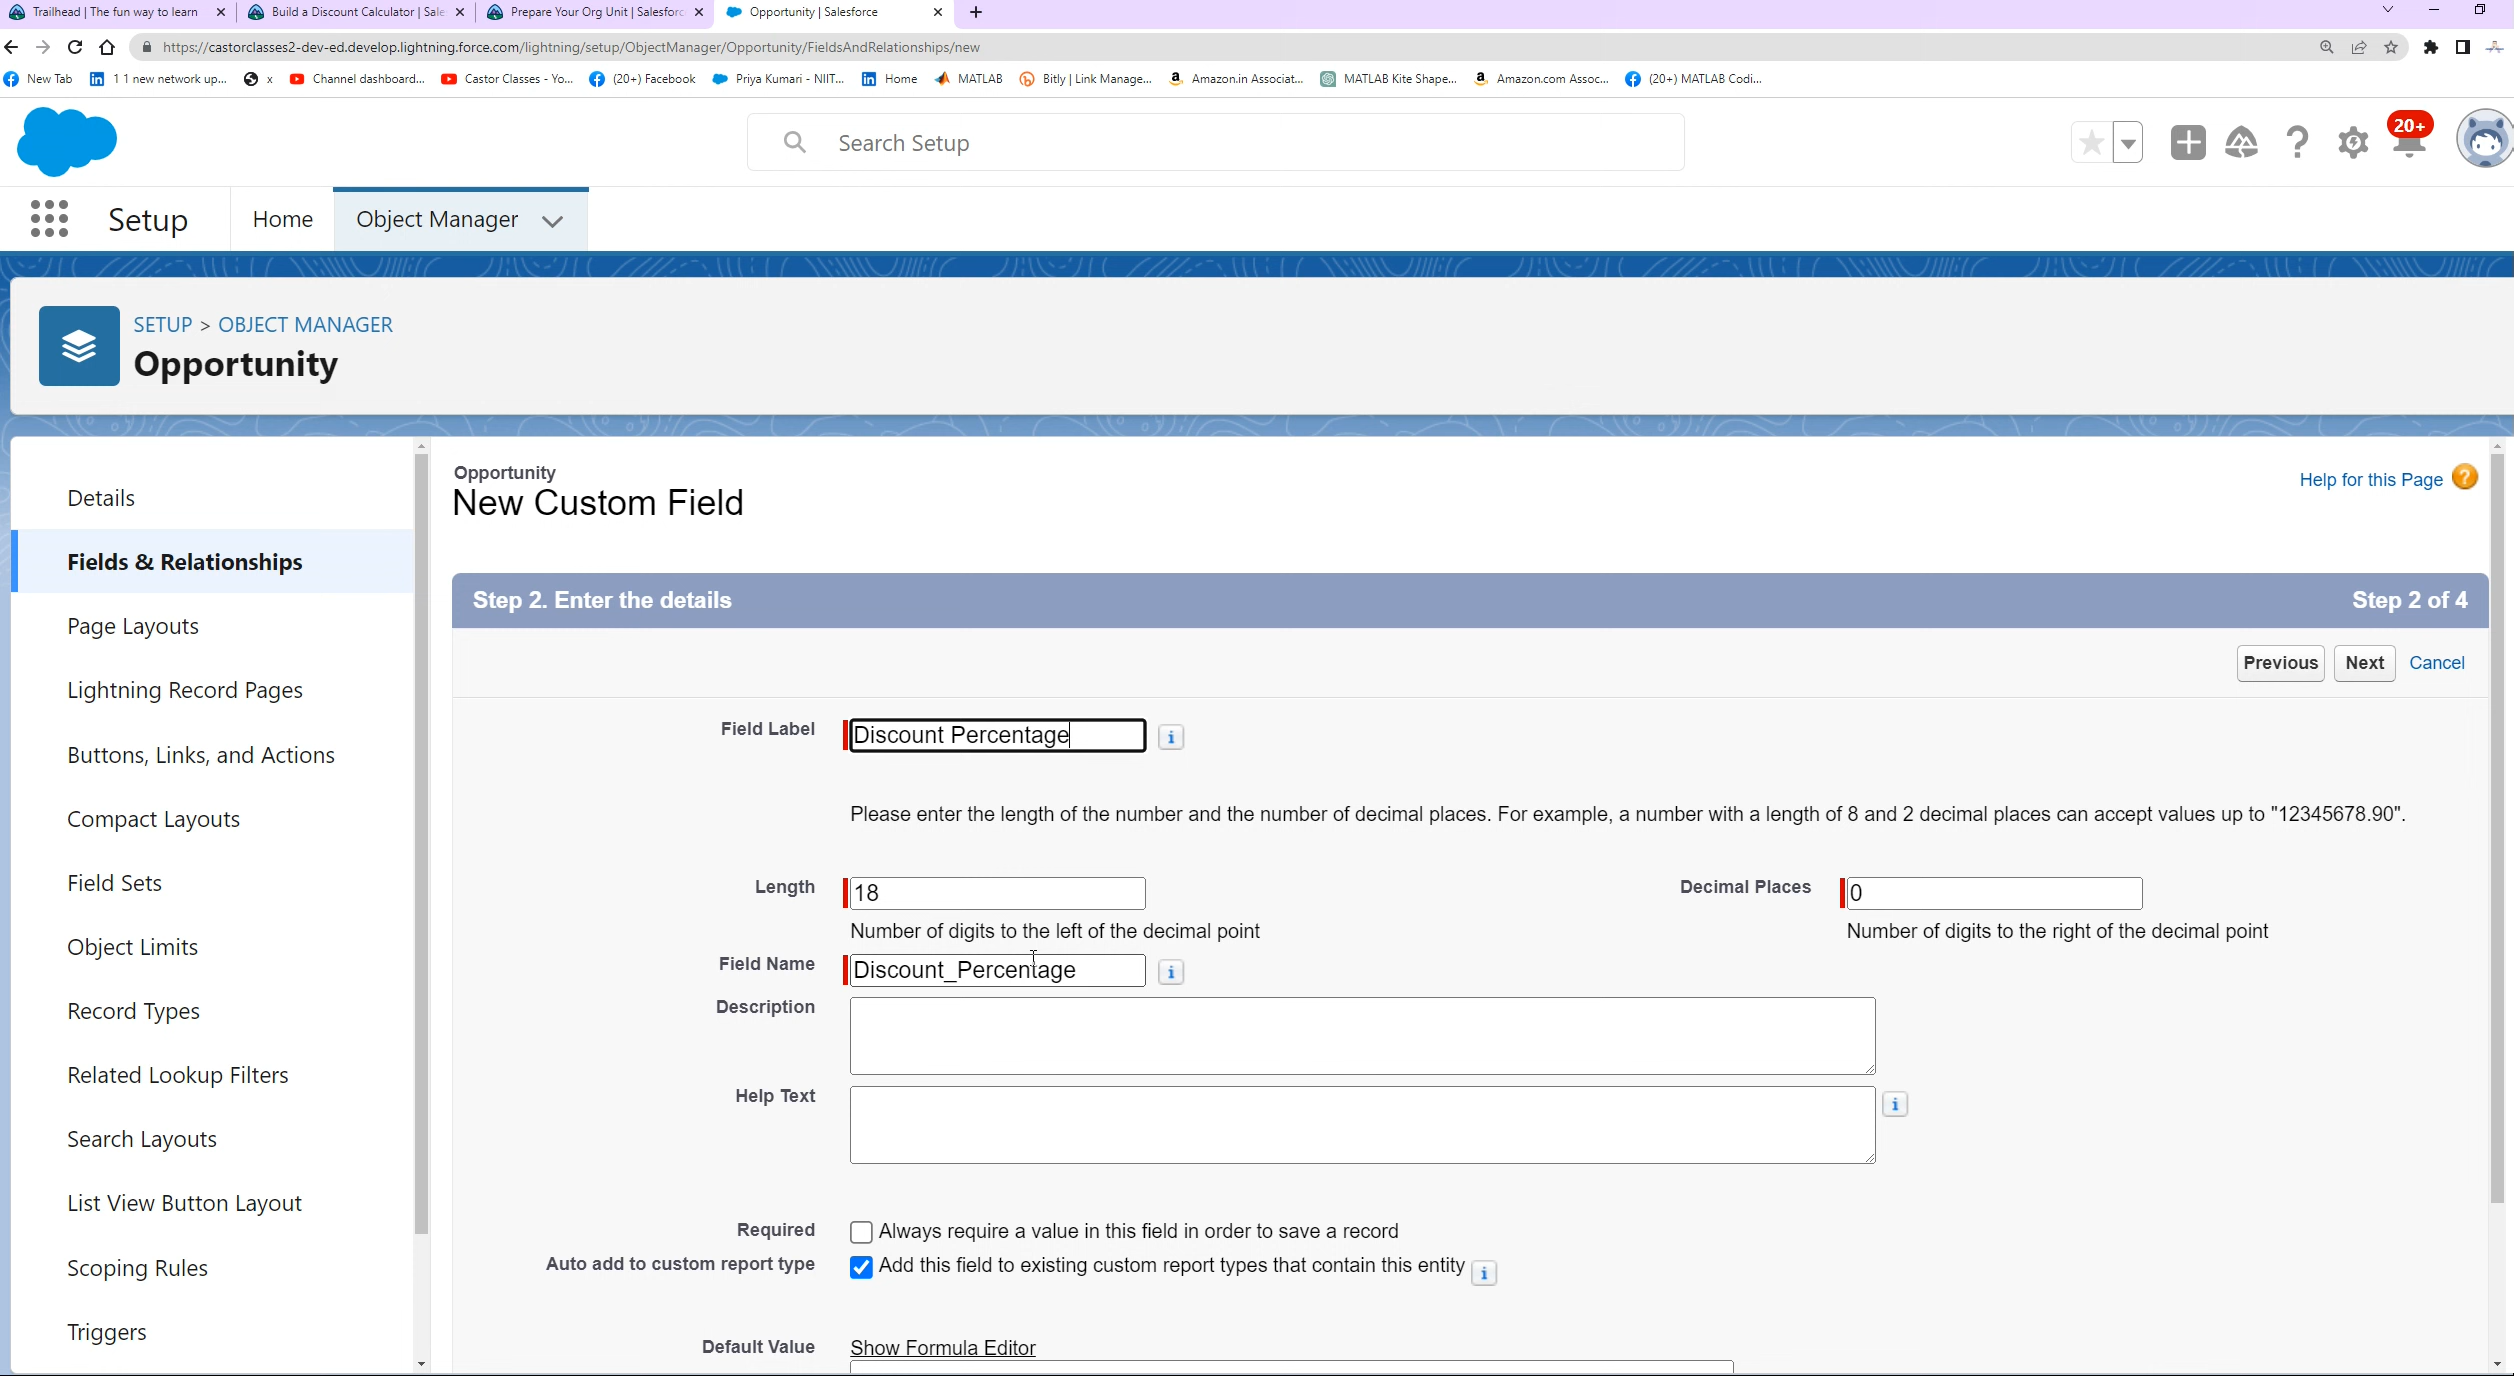 Trailhead | The fun way to learn
Build a Discount Calculator | Sale
Prepare Your Org Unit | Salesforc
Opportunity | Salesforce
https://castorclasses2-dev-ed.develop.lightning.force.com/lightning/setup/ObjectManager/Opportunity/FieldsAndRelationships/new
New Tab
1 1 new network up...
x
Channel dashboard...
Castor Classes - Yo...
(20+) Facebook
Priya Kumari - NIIT...
Home
MATLAB
Bitly | Link Manage...
Amazon.in Associat...
MATLAB Kite Shape...
Amazon.com Assoc...
(20+) MATLAB Codi...
Search Setup
20+
Setup
Home
Object Manager
SETUP > OBJECT MANAGER
Opportunity
Details
Fields & Relationships
Page Layouts
Lightning Record Pages
Buttons, Links, and Actions
Compact Layouts
Field Sets
Object Limits
Record Types
Related Lookup Filters
Search Layouts
List View Button Layout
Scoping Rules
Triggers
Opportunity
New Custom Field
Help for this Page
Step 2. Enter the details
Step 2 of 4
Previous
Next
Cancel
Field Label
Discount Percentage
Please enter the length of the number and the number of decimal places. For example, a number with a length of 8 and 2 decimal places can accept values up to "12345678.90".
Length
18
Decimal Places
0
Number of digits to the left of the decimal point
Number of digits to the right of the decimal point
Field Name
Discount_Percentage
Description
Help Text
Required
Always require a value in this field in order to save a record
Auto add to custom report type
Add this field to existing custom report types that contain this entity
Default Value
Show Formula Editor